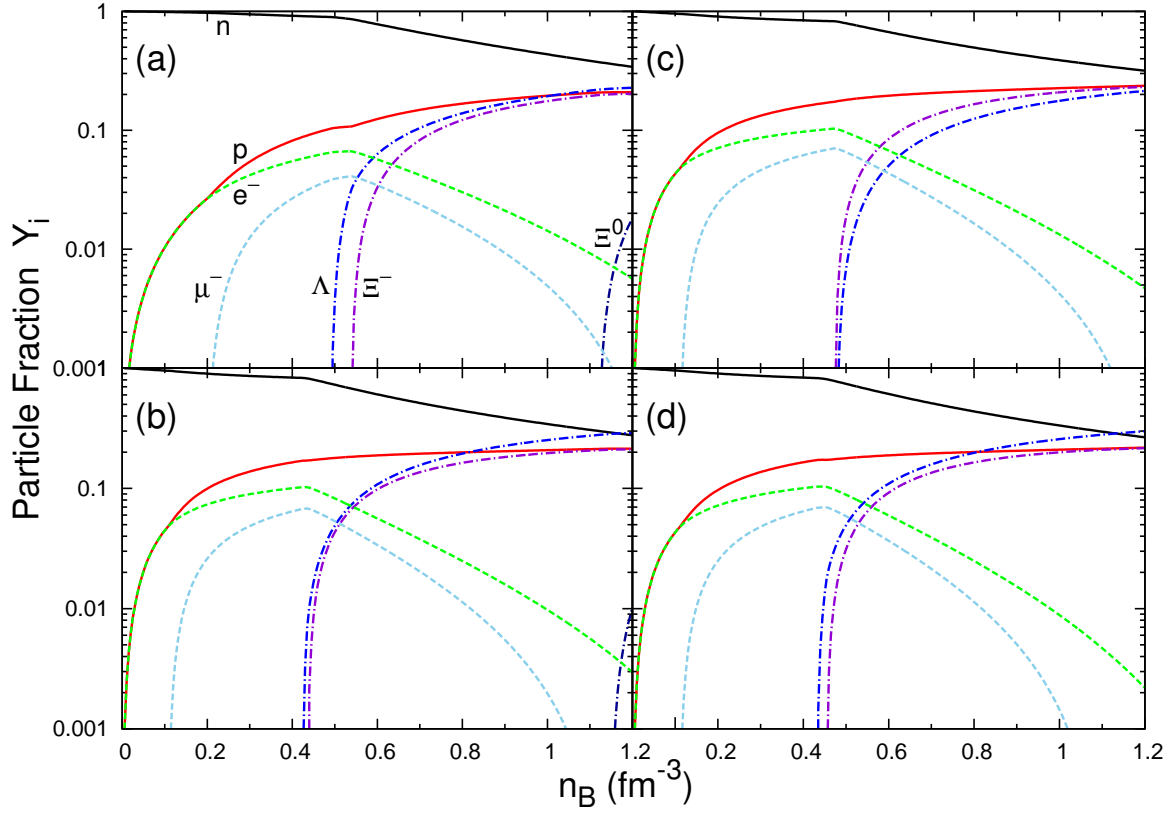 1
0.1
0.01
0.001
(a)
n
p
e⁻
μ⁻
Λ
Ξ⁻
Ξ⁰
(c)
0.1
0.01
0.001
(b)
(d)
0 0.2 0.4 0.6 0.8 1 1.2 0.2 0.4 0.6 0.8 1 1.2
Particle Fraction Y_i
n_B (fm⁻³)